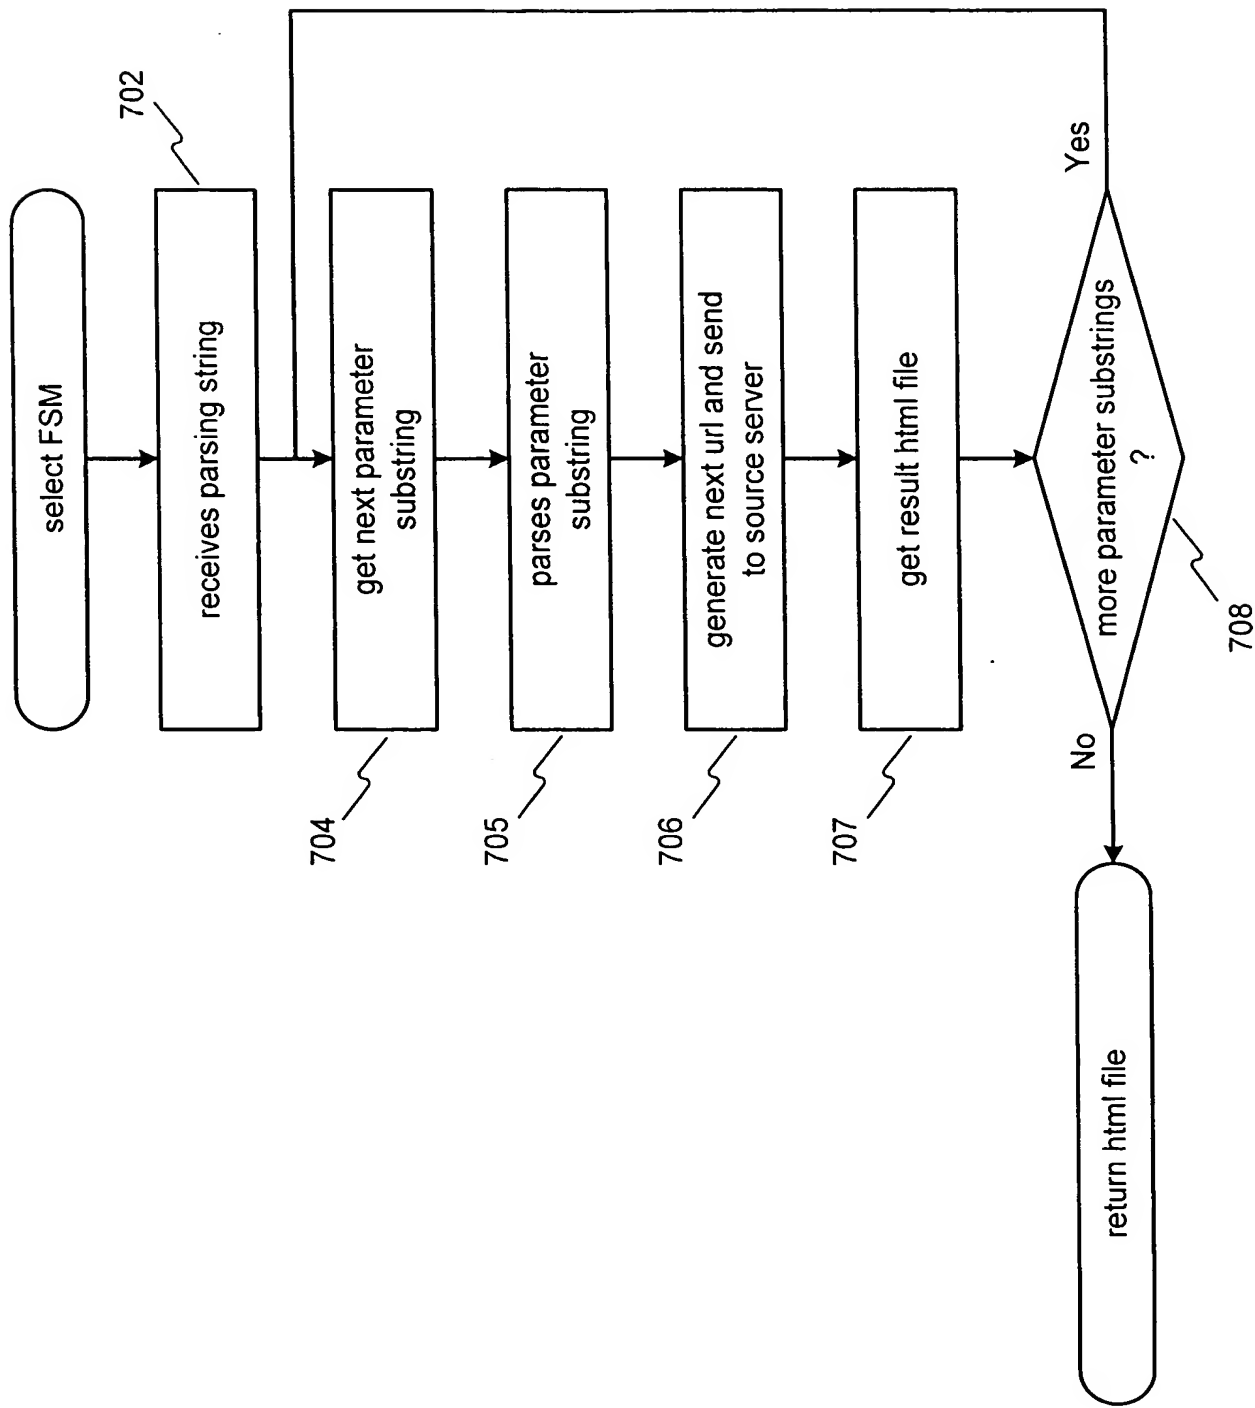 select FSM
702
receives parsing string
get next parameter
substring
704
parses parameter
substring
705
generate next url and send
to source server
706
get result html file
707
more parameter substrings
?
708
Yes
No
return html file